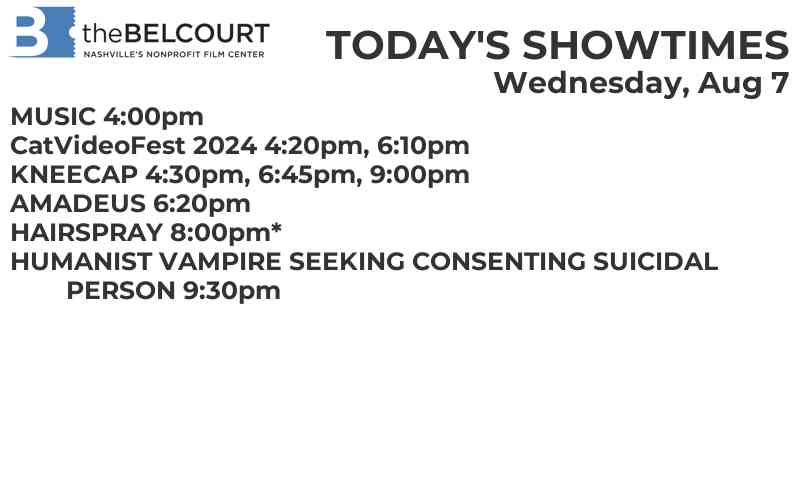 B theBELCOURT
NASHVILLE'S NONPROFIT FILM CENTER
TODAY'S SHOWTIMES
Wednesday, Aug 7
MUSIC 4:00pm
CatVideoFest 2024 4:20pm, 6:10pm
KNEECAP 4:30pm, 6:45pm, 9:00pm
AMADEUS 6:20pm
HAIRSPRAY 8:00pm*
HUMANIST VAMPIRE SEEKING CONSENTING SUICIDAL
PERSON 9:30pm